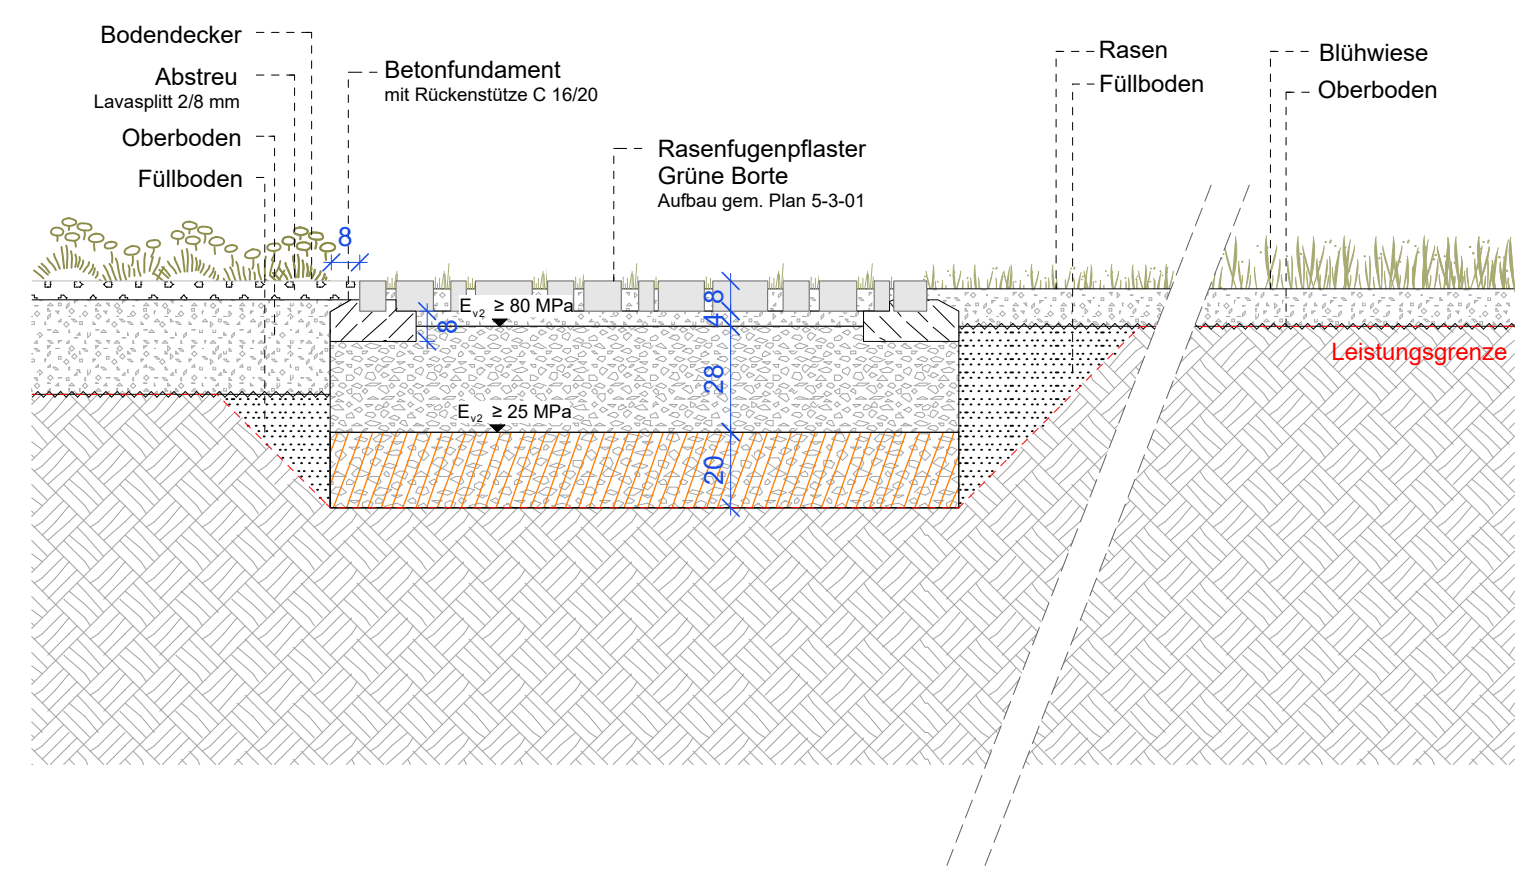 Bodendecker
Abstreu
Lavasplitt 2/8 mm
Oberboden
Füllboden
Betonfundament
mit Rückenstütze C 16/20
Rasenfugenpflaster
Grüne Borte
Aufbau gem. Plan 5-3-01
Rasen
Füllboden
Blühwiese
Oberboden
8
8
4
Ev2 ≥ 80 MPa
8
Leistungsgrenze
28
Ev2 ≥ 25 MPa
20